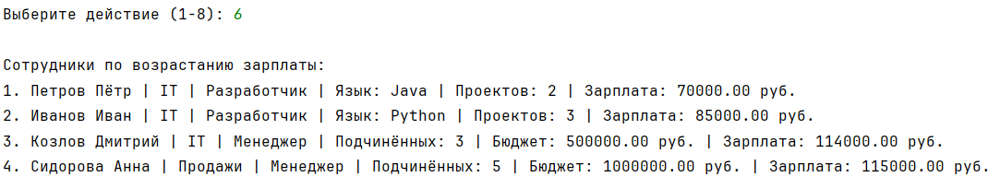 Выберите действие (1-8): 6
Сотрудники по возрастанию зарплаты:
1. Петров Пётр | IT | Разработчик | Язык: Java | Проектов: 2 | Зарплата: 70000.00 руб.
2. Иванов Иван | IT | Разработчик | Язык: Python | Проектов: 3 | Зарплата: 85000.00 руб.
3. Козлов Дмитрий | IT | Менеджер | Подчинённых: 3 | Бюджет: 500000.00 руб. | Зарплата: 114000.00 руб.
4. Сидорова Анна | Продажи | Менеджер | Подчинённых: 5 | Бюджет: 1000000.00 руб. | Зарплата: 115000.00 руб.